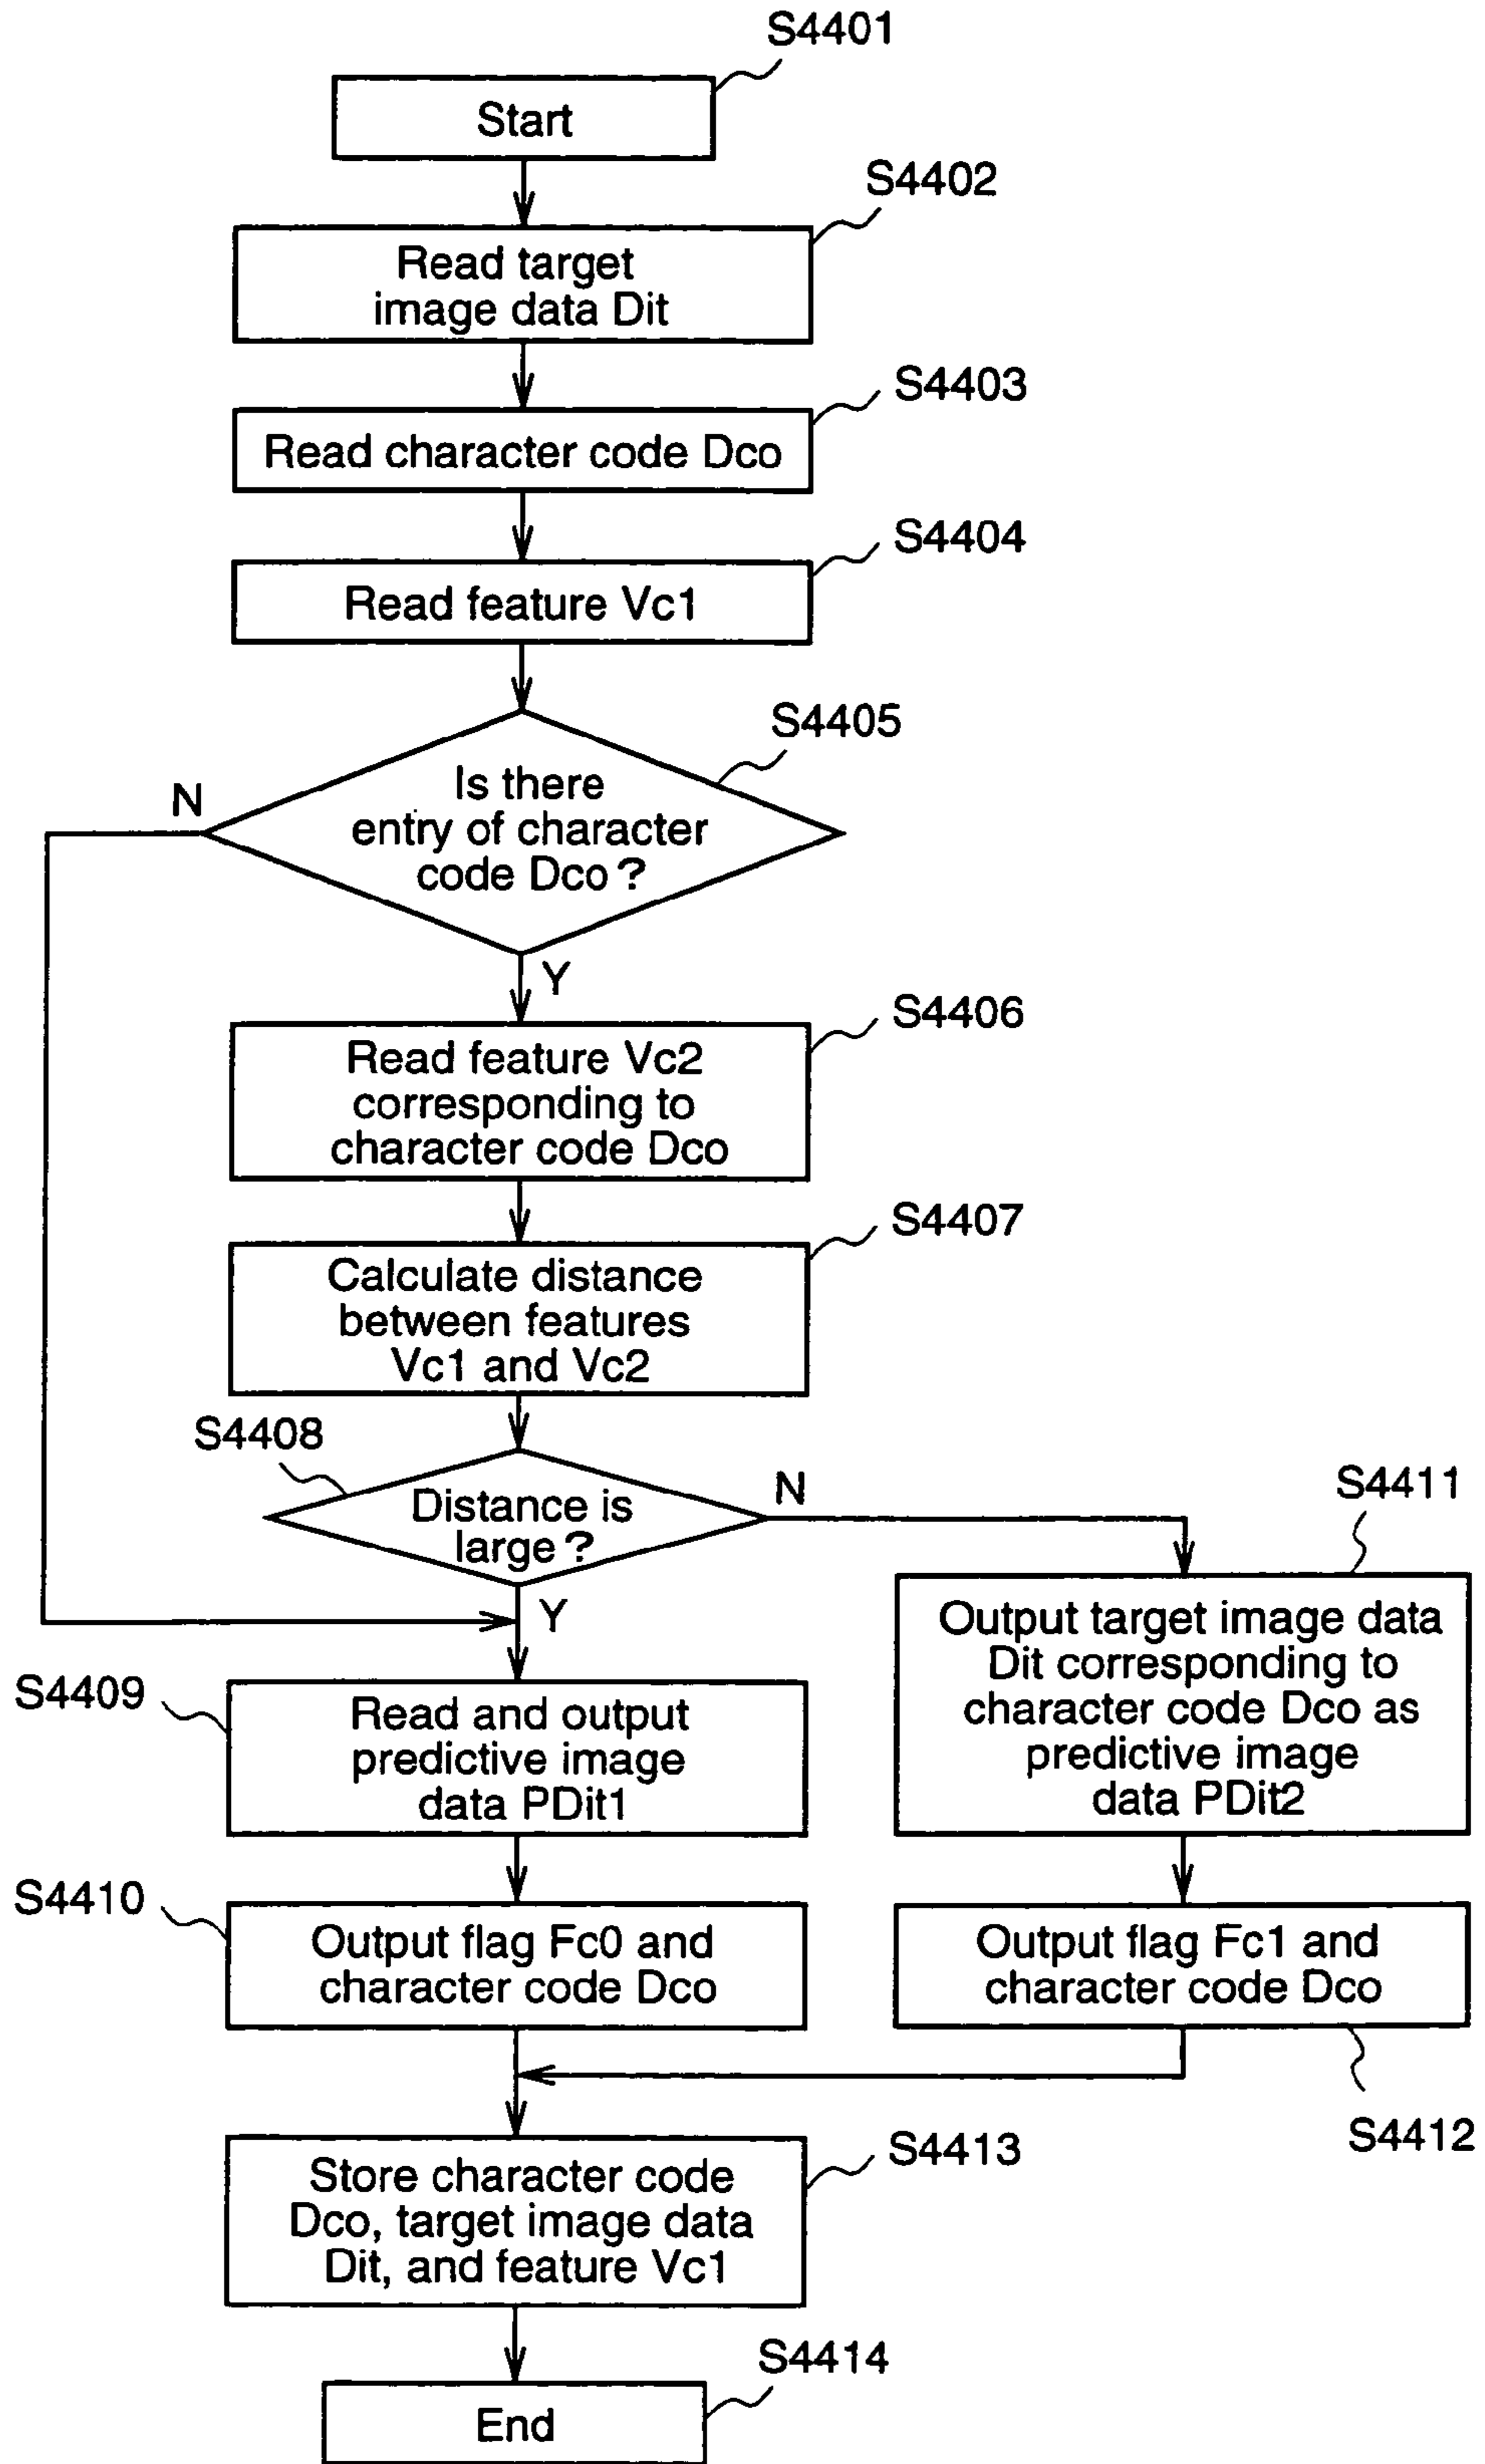 S4401
Start
S4402
Read target
image data Dit
S4403
Read character code Dco
S4404
Read feature Vc1
S4405
Is there
entry of character
code Dco?
N
Y
S4406
Read feature Vc2
corresponding to
character code Dco
S4407
Calculate distance
between features
Vc1 and Vc2
S4408
Distance is
large?
N
Y
S4411
Output target image data
Dit corresponding to
character code Dco as
predictive image
data PDit2
S4409
Read and output
predictive image
data PDit1
S4410
Output flag Fc0 and
character code Dco
Output flag Fc1 and
character code Dco
S4412
S4413
Store character code
Dco, target image data
Dit, and feature Vc1
S4414
End